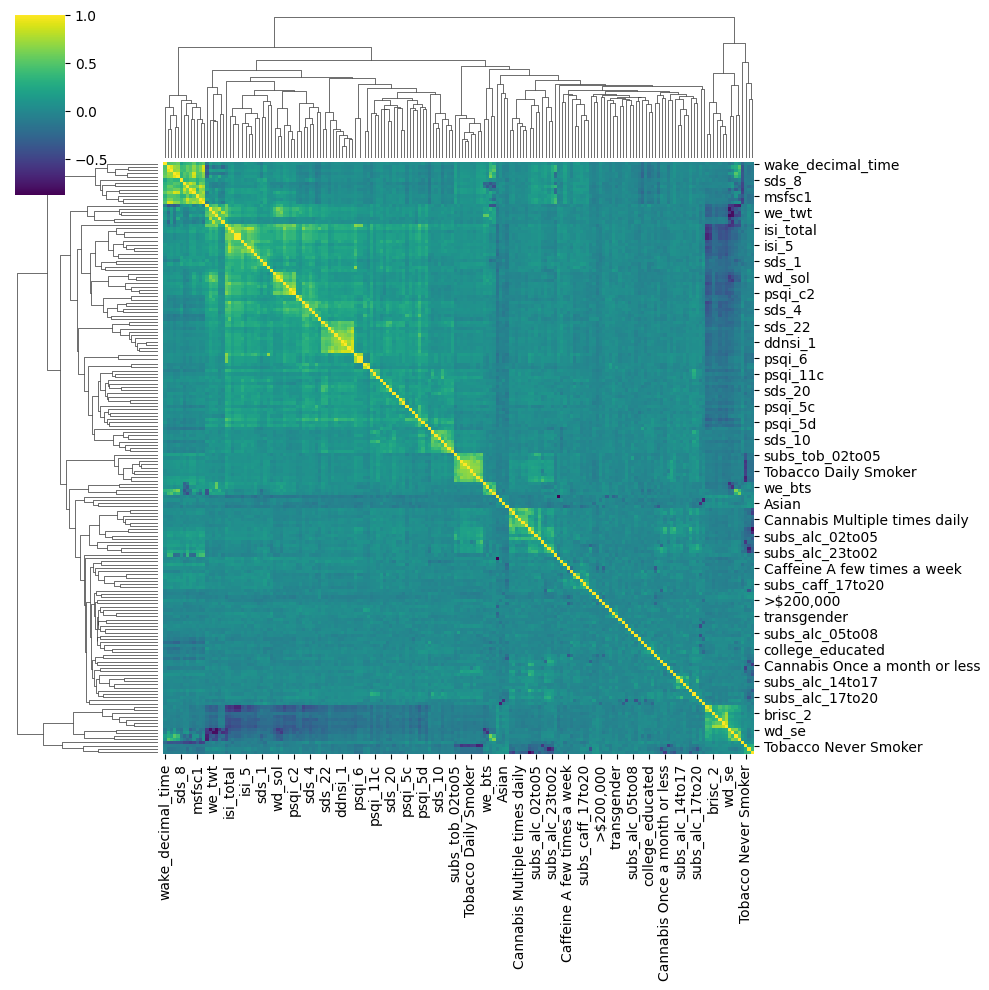 1.0
0.5
0.0
−0.5
wake_decimal_time
sds_8
msfsc1
we_twt
isi_total
isi_5
sds_1
wd_sol
psqi_c2
sds_4
sds_22
ddnsi_1
psqi_6
psqi_11c
sds_20
psqi_5c
psqi_5d
sds_10
subs_tob_02to05
Tobacco Daily Smoker
we_bts
Asian
Cannabis Multiple times daily
subs_alc_02to05
subs_alc_23to02
Caffeine A few times a week
subs_caff_17to20
>$200,000
transgender
subs_alc_05to08
college_educated
Cannabis Once a month or less
subs_alc_14to17
subs_alc_17to20
brisc_2
wd_se
Tobacco Never Smoker
wake_decimal_time
sds_8
msfsc1
we_twt
isi_total
isi_5
sds_1
wd_sol
psqi_c2
sds_4
sds_22
ddnsi_1
psqi_6
psqi_11c
sds_20
psqi_5c
psqi_5d
sds_10
subs_tob_02to05
Tobacco Daily Smoker
we_bts
Asian
Cannabis Multiple times daily
subs_alc_02to05
subs_alc_23to02
Caffeine A few times a week
subs_caff_17to20
>$200,000
transgender
subs_alc_05to08
college_educated
Cannabis Once a month or less
subs_alc_14to17
subs_alc_17to20
brisc_2
wd_se
Tobacco Never Smoker